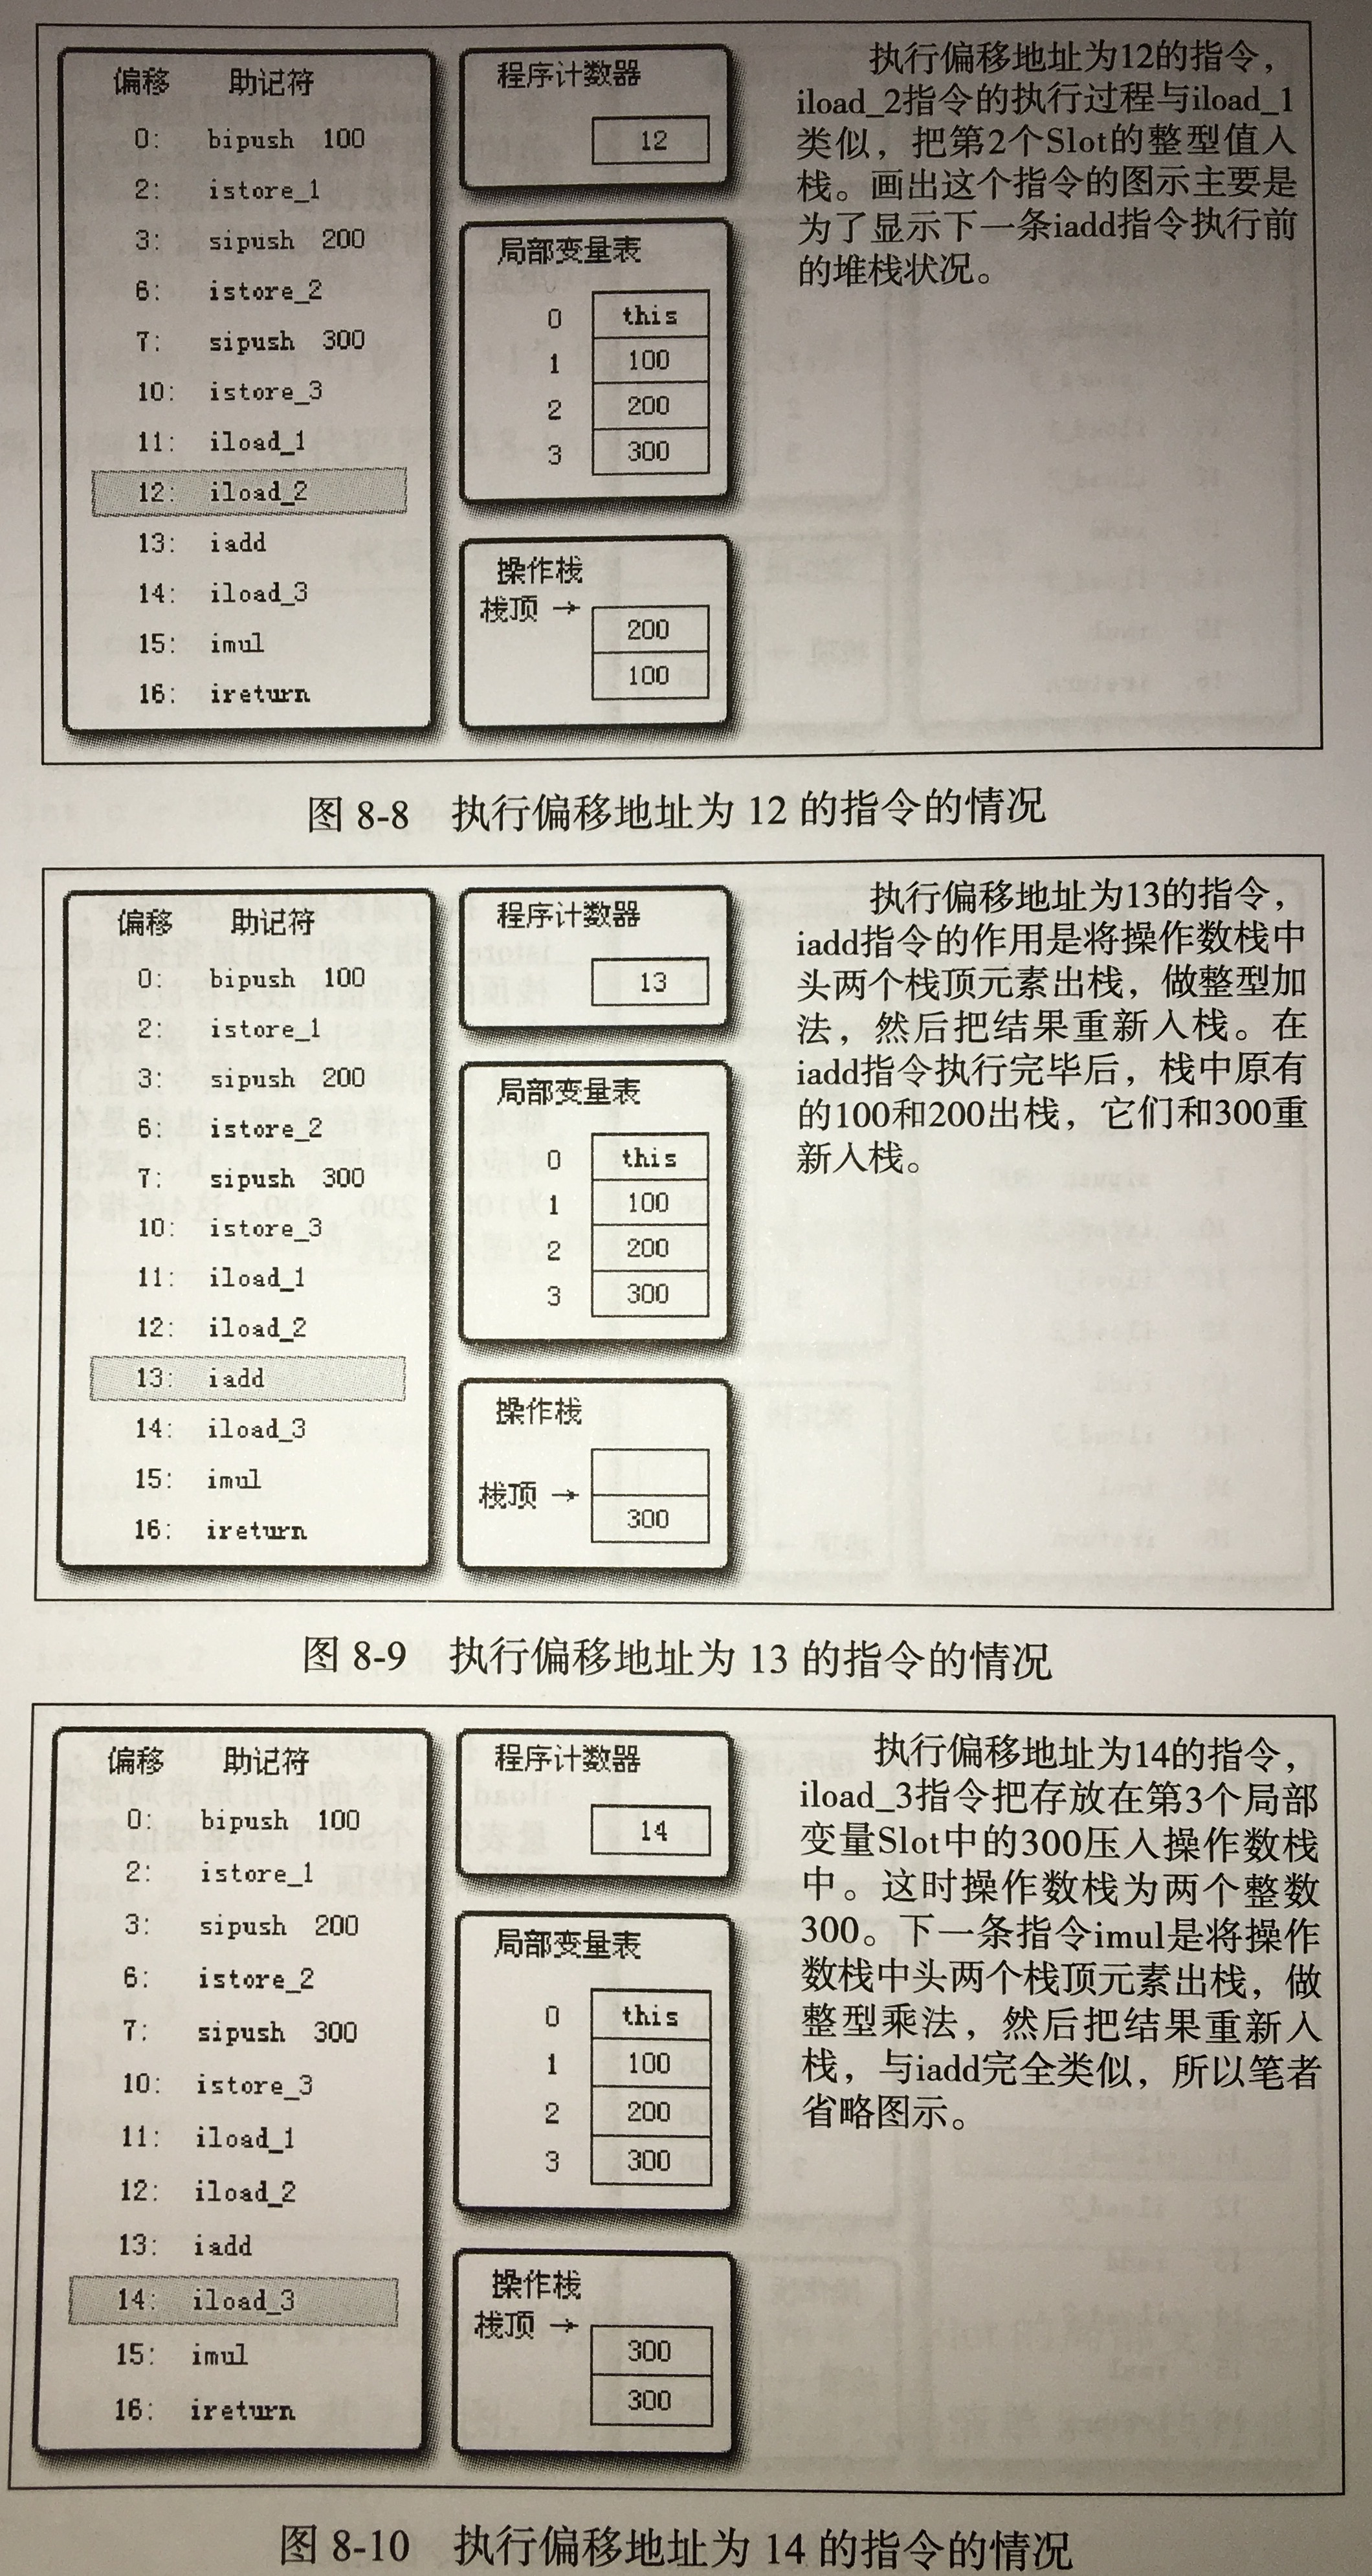 偏移 助记符
0: bipush 100
2: istore_1
3: sipush 200
6: istore_2
7: sipush 300
10: istore_3
11: iload_1
12: iload_2
13: iadd
14: iload_3
15: imul
16: ireturn
程序计数器
12
局部变量表
0 this
1 100
2 200
3 300
操作栈
栈顶 →
200
100
执行偏移地址为12的指令，
iload_2指令的执行过程与iload_1
类似，把第2个Slot的整型值入
栈。画出这个指令的图示主要是
为了显示下一条iadd指令执行前
的堆栈状况。
图 8-8 执行偏移地址为 12 的指令的情况
偏移 助记符
0: bipush 100
2: istore_1
3: sipush 200
6: istore_2
7: sipush 300
10: istore_3
11: iload_1
12: iload_2
13: iadd
14: iload_3
15: imul
16: ireturn
程序计数器
13
局部变量表
0 this
1 100
2 200
3 300
操作栈
栈顶 →
300
执行偏移地址为13的指令，
iadd指令的作用是将操作数栈中
头两个栈顶元素出栈，做整型加
法，然后把结果重新入栈。在
iadd指令执行完毕后，栈中原有
的100和200出栈，它们和300重
新入栈。
图 8-9 执行偏移地址为 13 的指令的情况
偏移 助记符
0: bipush 100
2: istore_1
3: sipush 200
6: istore_2
7: sipush 300
10: istore_3
11: iload_1
12: iload_2
13: iadd
14: iload_3
15: imul
16: ireturn
程序计数器
14
局部变量表
0 this
1 100
2 200
3 300
操作栈
栈顶 →
300
300
执行偏移地址为14的指令，
iload_3指令把存放在第3个局部
变量Slot中的300压入操作数栈
中。这时操作数栈为两个整数
300。下一条指令imul是将操作
数栈中头两个栈顶元素出栈，做
整型乘法，然后把结果重新入
栈，与iadd完全类似，所以笔者
省略图示。
图 8-10 执行偏移地址为 14 的指令的情况